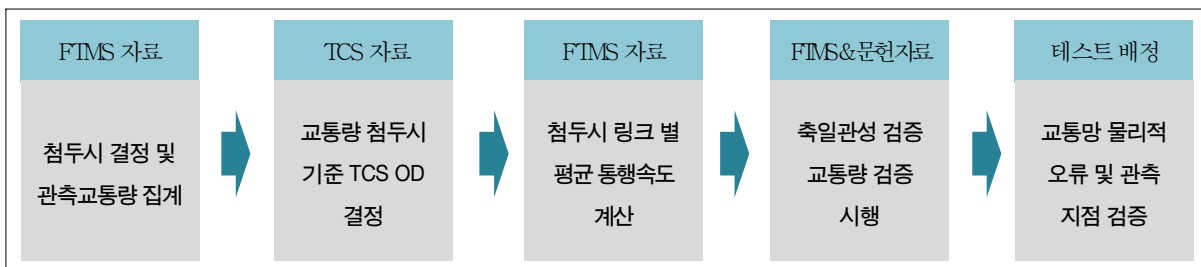 FTMS 자료
첨두시 결정 및
관측교통량 집계
TCS 자료
교통량 첨두시
기준 TCS OD
결정
FTMS 자료
첨두시 링크 별
평균 통행속도
계산
FTMS&문헌자료
축일관성 검증
교통량 검증
시행
테스트 배정
교통망 물리적
오류 및 관측
지점 검증